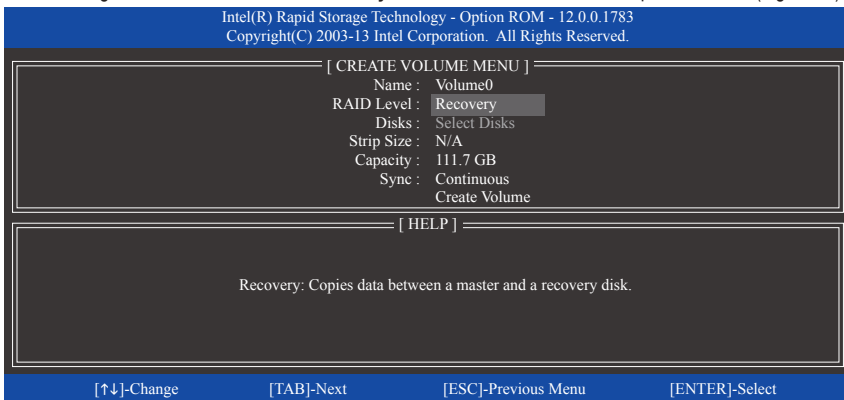 Intel(R) Rapid Storage Technology - Option ROM - 12.0.0.1783
Copyright(C) 2003-13 Intel Corporation. All Rights Reserved.
[ CREATE VOLUME MENU ]
Name : Volume0
RAID Level : Recovery
Disks : Select Disks
Strip Size : N/A
Capacity : 111.7 GB
Sync : Continuous
Create Volume
[ HELP ]
Recovery: Copies data between a master and a recovery disk.
[↑↓]-Change [TAB]-Next [ESC]-Previous Menu [ENTER]-Select